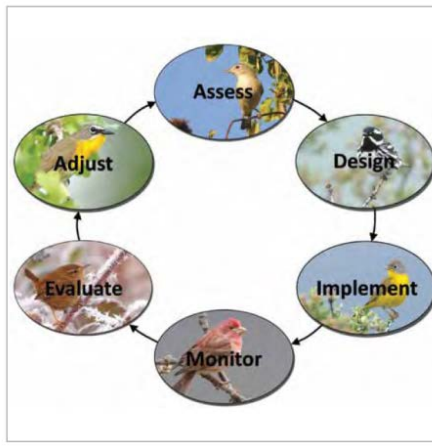 Assess
Design
Implement
Monitor
Evaluate
Adjust